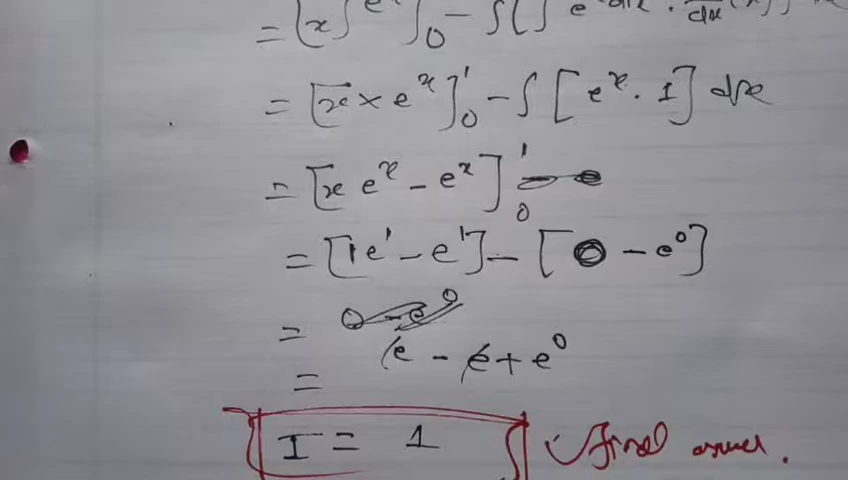 = [x ∫ eˣ ]₀ - ∫ [∫ eˣ dx · d/dx (x)]
= [x × eˣ]₀¹ - ∫ [eˣ · 1] dx
= [x eˣ - eˣ]₀¹
= [1e¹ - e¹] - [0 - e⁰]
=
= e - e + e⁰
I = 1 final answer.